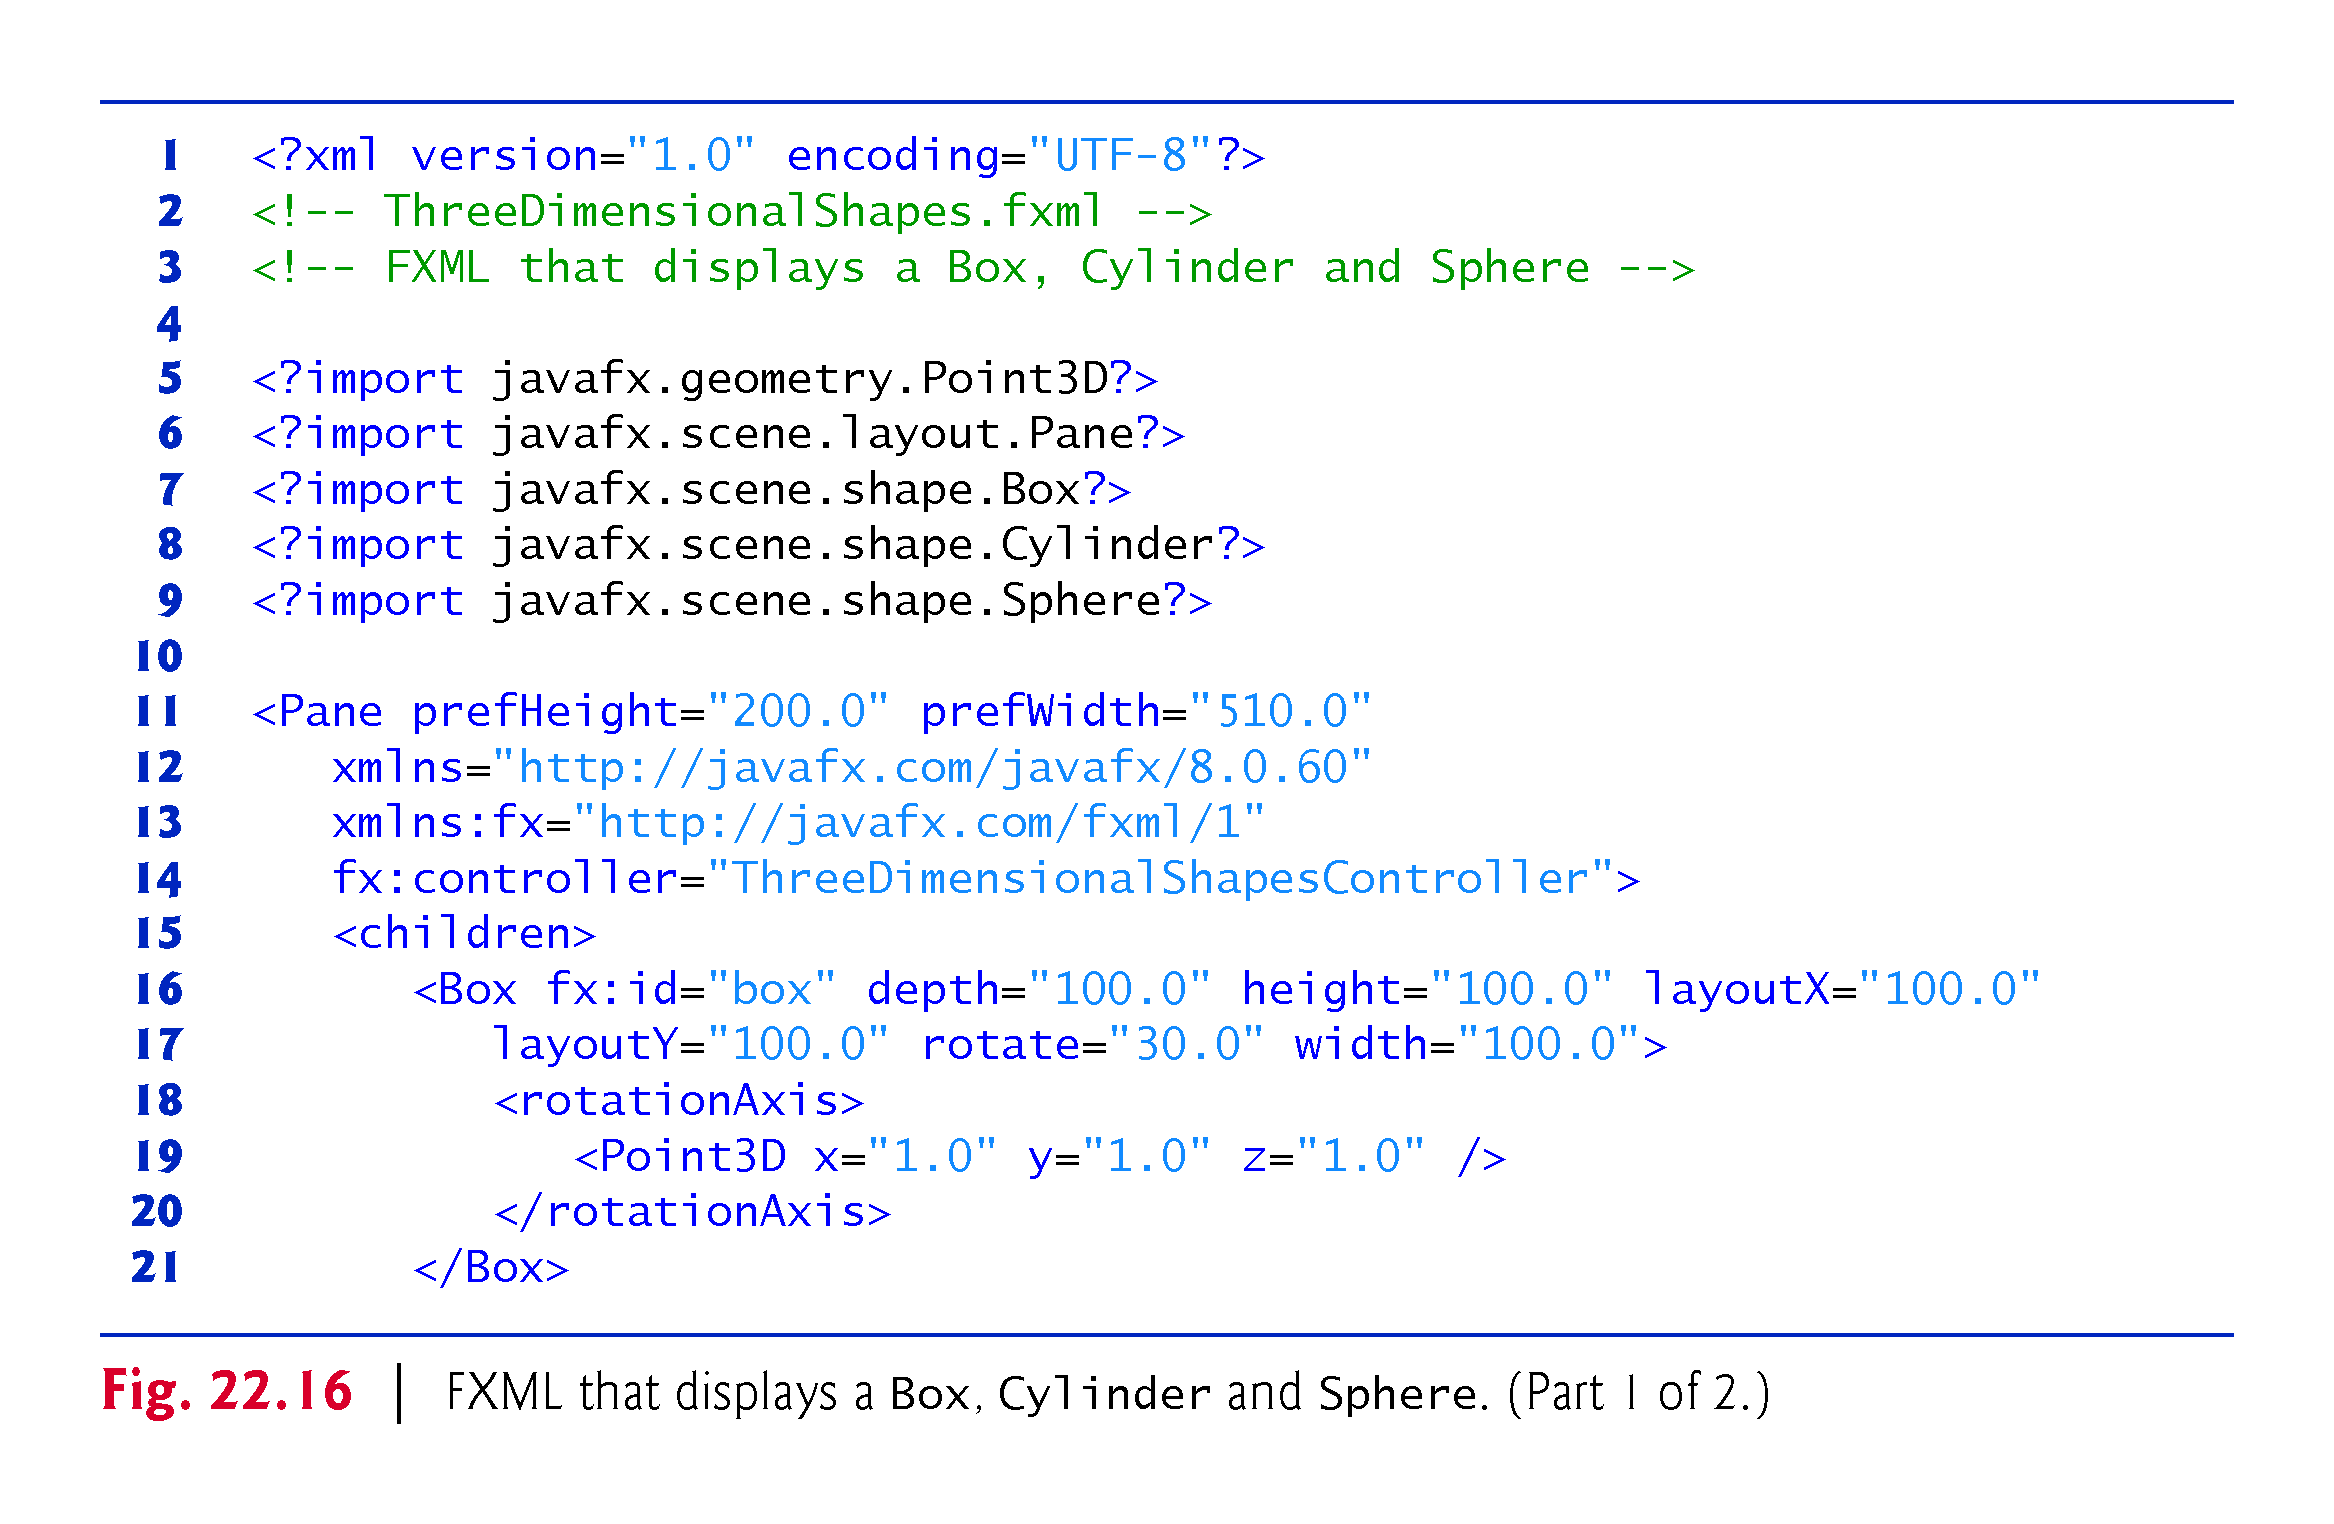 1 <?xml version="1.0" encoding="UTF-8"?>
2 <!-- ThreeDimensionalShapes.fxml -->
3 <!-- FXML that displays a Box, Cylinder and Sphere -->
4
5 <?import javafx.geometry.Point3D?>
6 <?import javafx.scene.layout.Pane?>
7 <?import javafx.scene.shape.Box?>
8 <?import javafx.scene.shape.Cylinder?>
9 <?import javafx.scene.shape.Sphere?>
10
11 <Pane prefHeight="200.0" prefWidth="510.0"
12    xmlns="http://javafx.com/javafx/8.0.60"
13    xmlns:fx="http://javafx.com/fxml/1"
14    fx:controller="ThreeDimensionalShapesController">
15    <children>
16       <Box fx:id="box" depth="100.0" height="100.0" layoutX="100.0"
17          layoutY="100.0" rotate="30.0" width="100.0">
18          <rotationAxis>
19             <Point3D x="1.0" y="1.0" z="1.0" />
20          </rotationAxis>
21       </Box>
Fig. 22.16 | FXML that displays a Box, Cylinder and Sphere. (Part 1 of 2.)